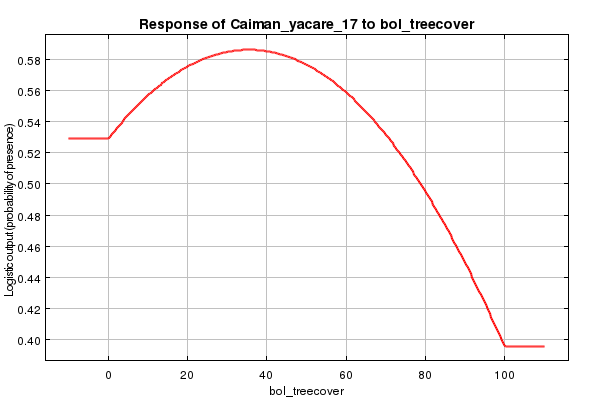 Response of Caiman_yacare_17 to bol_treecover
Logistic output (probability of presence)
0.58
0.56
0.54
0.52
0.50
0.48
0.46
0.44
0.42
0.40
0 20 40 60 80 100
bol_treecover